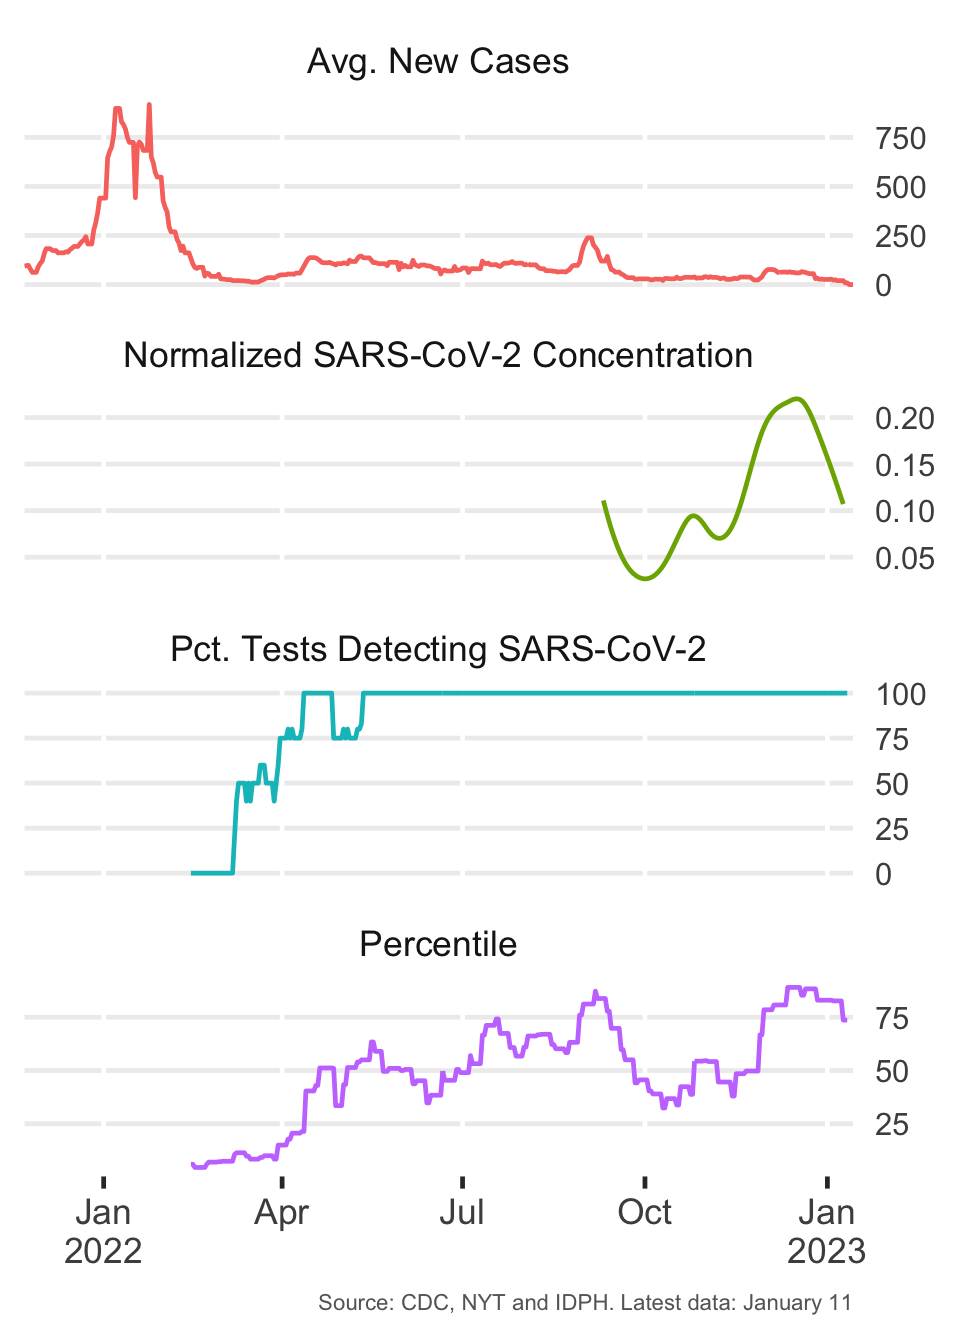 Avg. New Cases
750
500
250
0
Normalized SARS-CoV-2 Concentration
0.20
0.15
0.10
0.05
Pct. Tests Detecting SARS-CoV-2
100
75
50
25
0
Percentile
75
50
25
Jan Apr Jul Oct Jan
2022 2023
Source: CDC, NYT and IDPH. Latest data: January 11